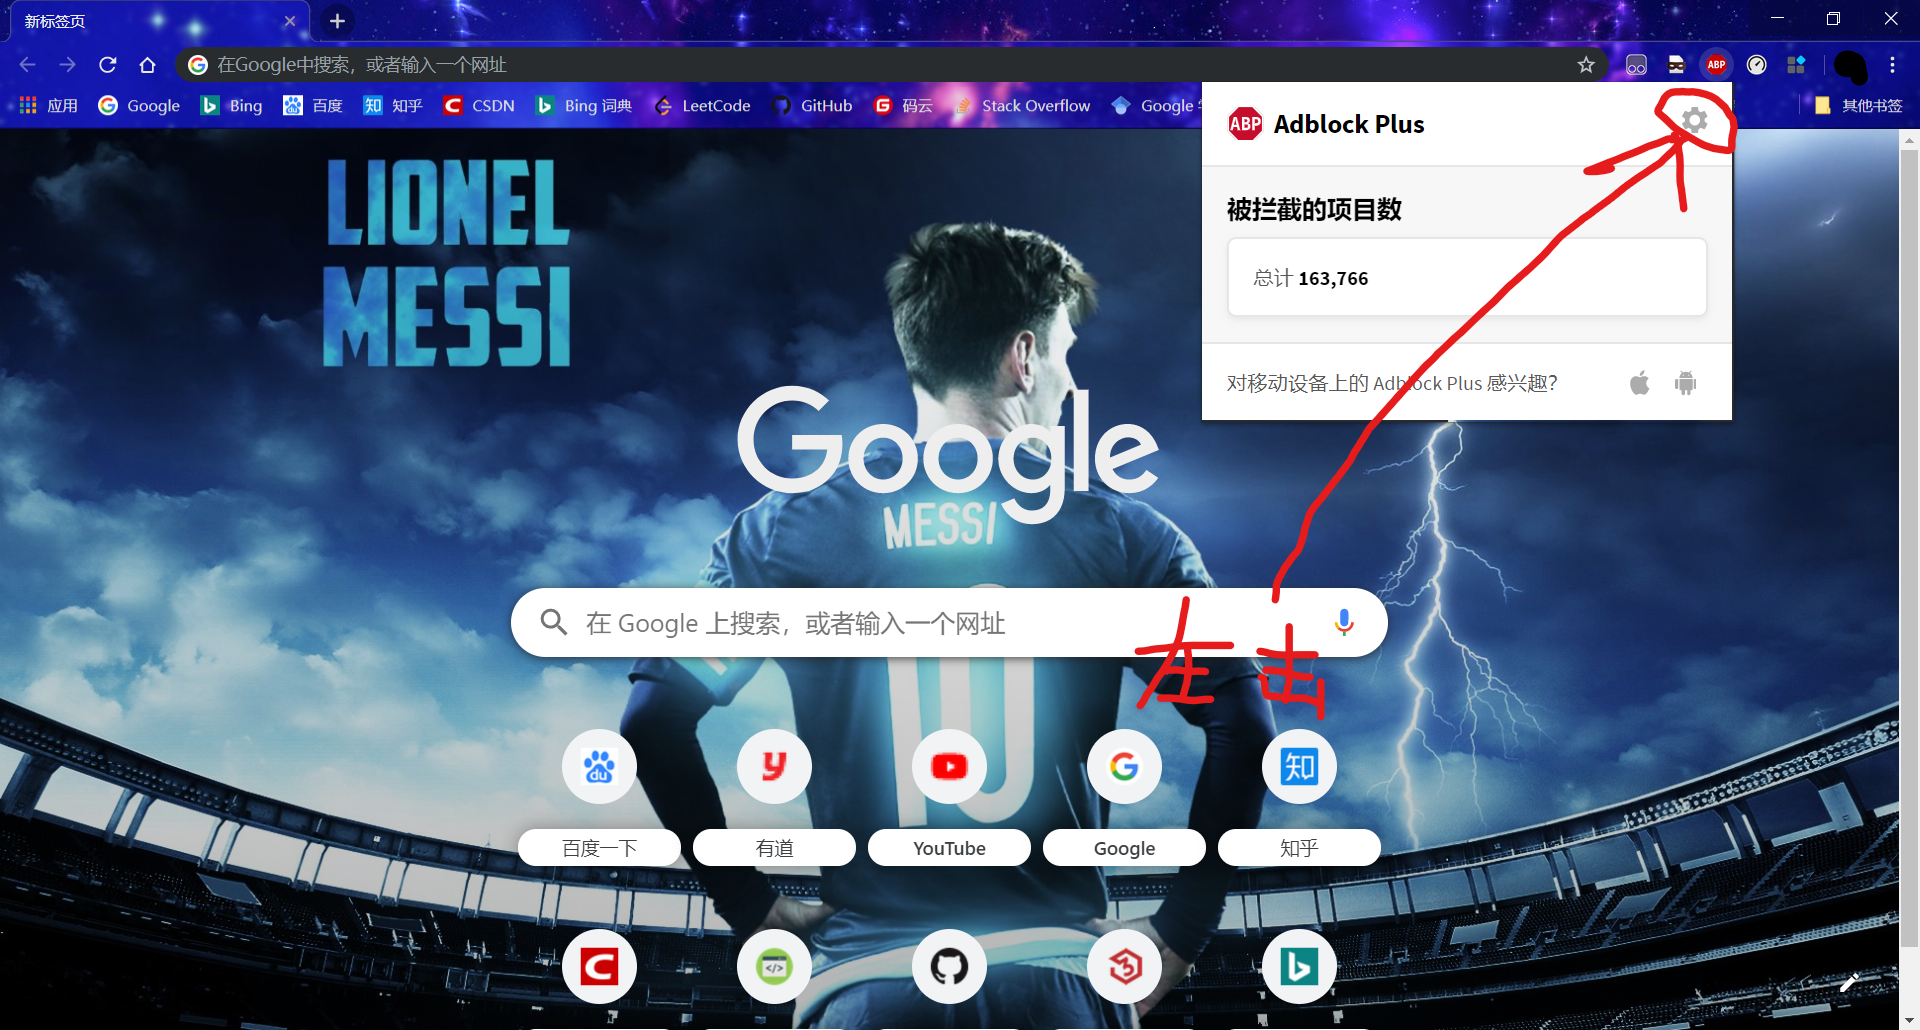 新标签页
在Google中搜索，或者输入一个网址
ABP
应用 Google Bing 百度 知乎 CSDN Bing 词典 LeetCode GitHub 码云 Stack Overflow Google 其他书签
ABP Adblock Plus
被拦截的项目数
总计 163,766
对移动设备上的 Adblock Plus 感兴趣？
LIONEL
MESSI
Google
MESSI
10
在 Google 上搜索，或者输入一个网址
左击
百度一下 有道 YouTube Google 知乎